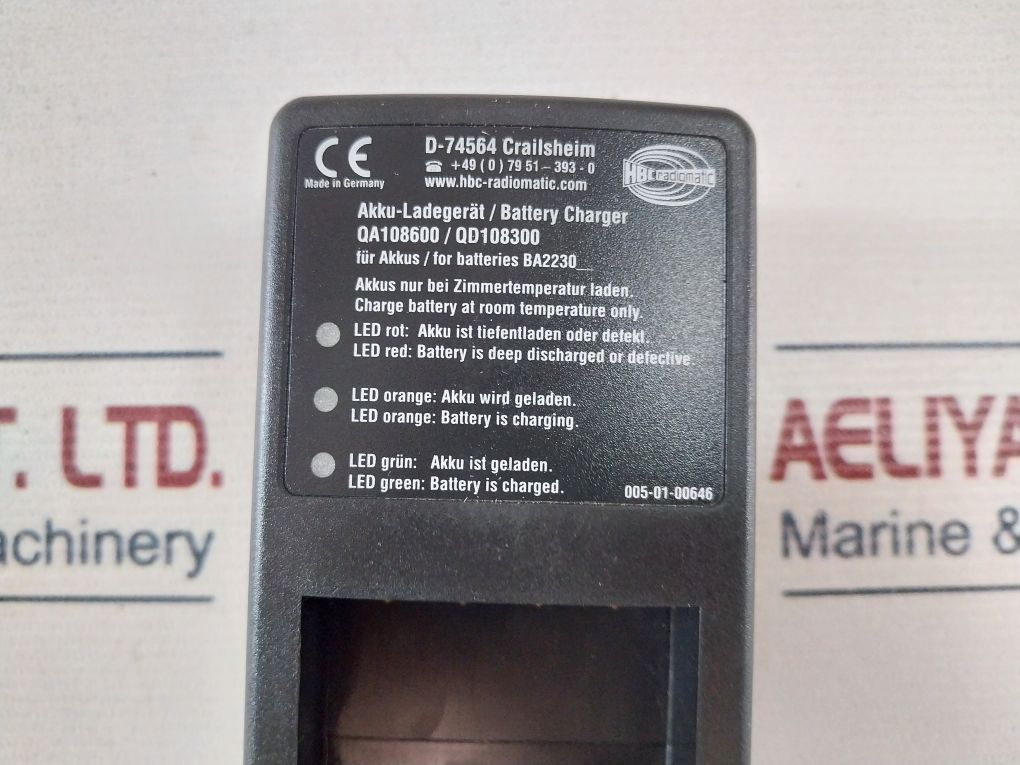 CE
Made in Germany
D-74564 Crailsheim
☎ +49 (0) 79 51 – 393 - 0
www.hbc-radiomatic.com
HBC radiomatic
Akku-Ladegerät / Battery Charger
QA108600 / QD108300
für Akkus / for batteries BA2230__
Akkus nur bei Zimmertemperatur laden.
Charge battery at room temperature only.
LED rot: Akku ist tiefentladen oder defekt.
LED red: Battery is deep discharged or defective
LED orange: Akku wird geladen.
LED orange: Battery is charging.
LED grün: Akku ist geladen.
LED green: Battery is charged.
005-01-00646
T. LTD.
achinery
AELIYA
Marine &